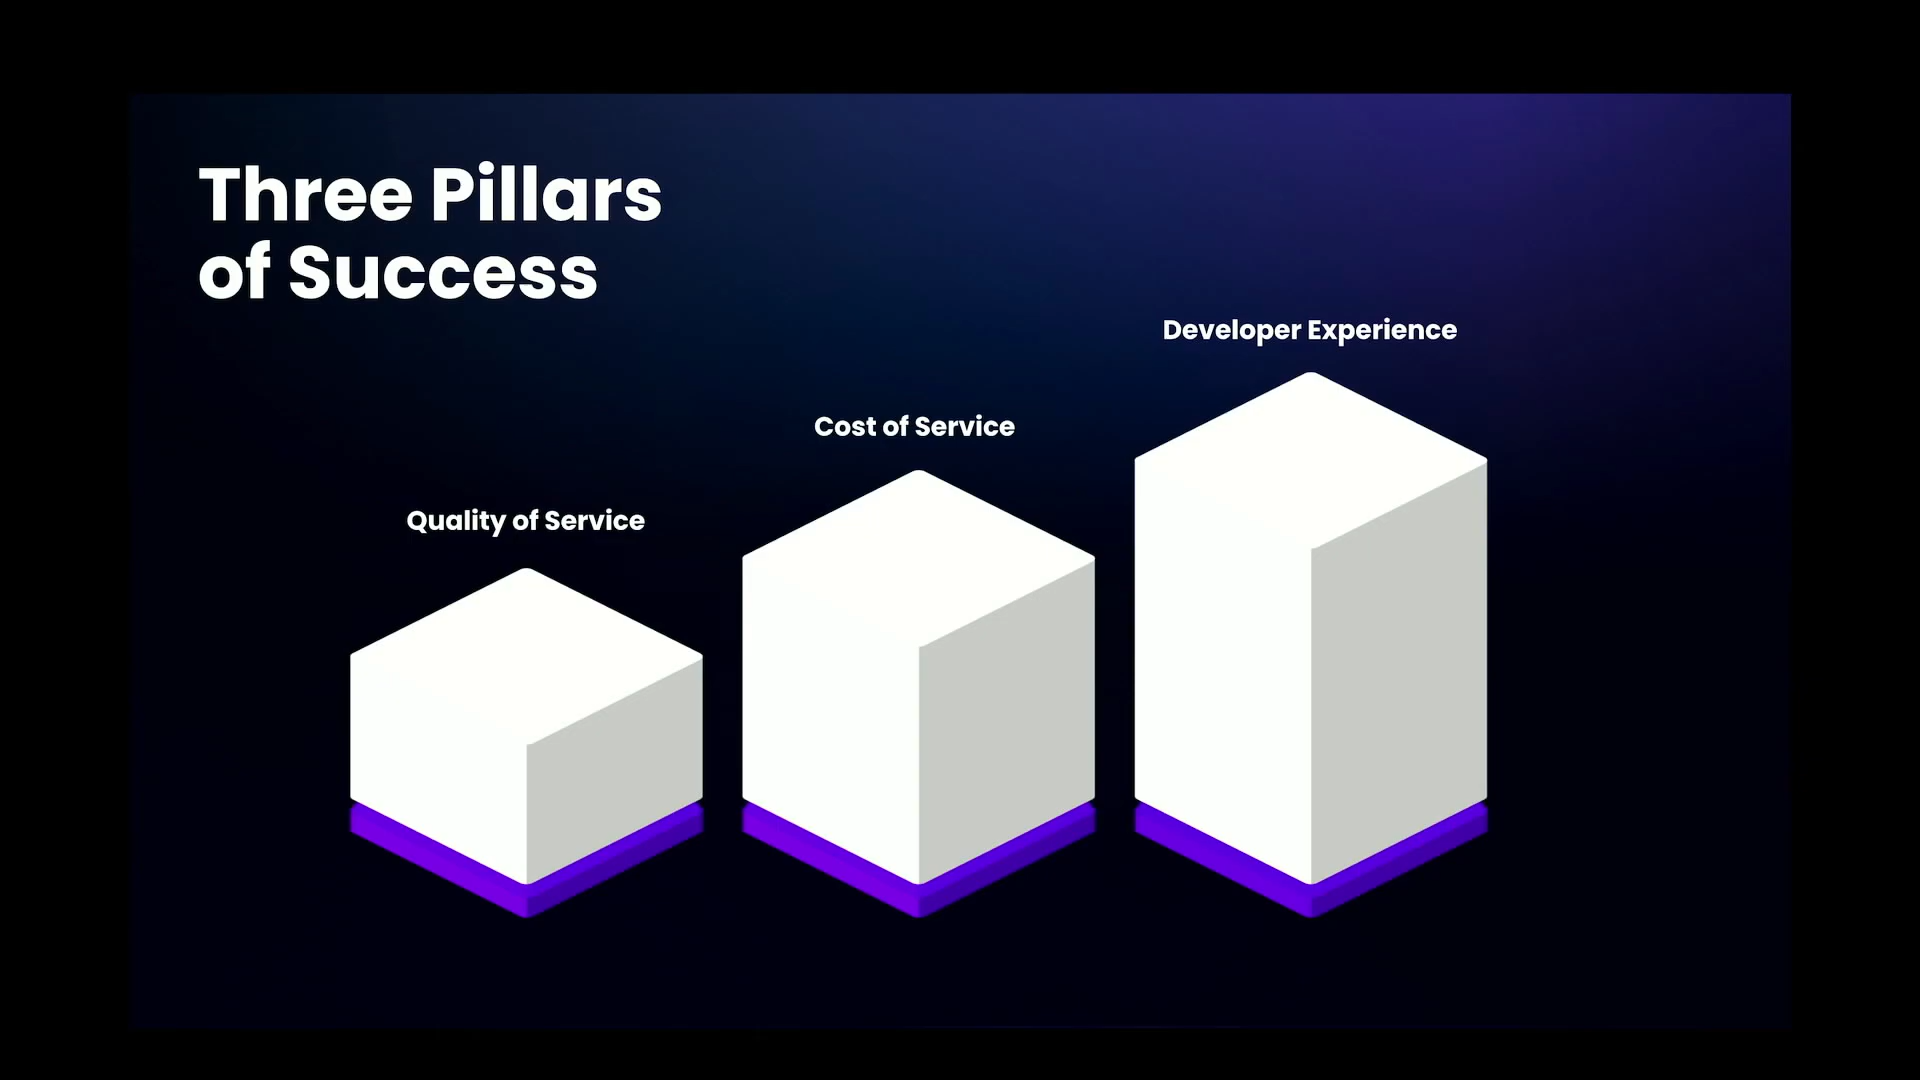 Three Pillars
of Success
Quality of Service
Cost of Service
Developer Experience